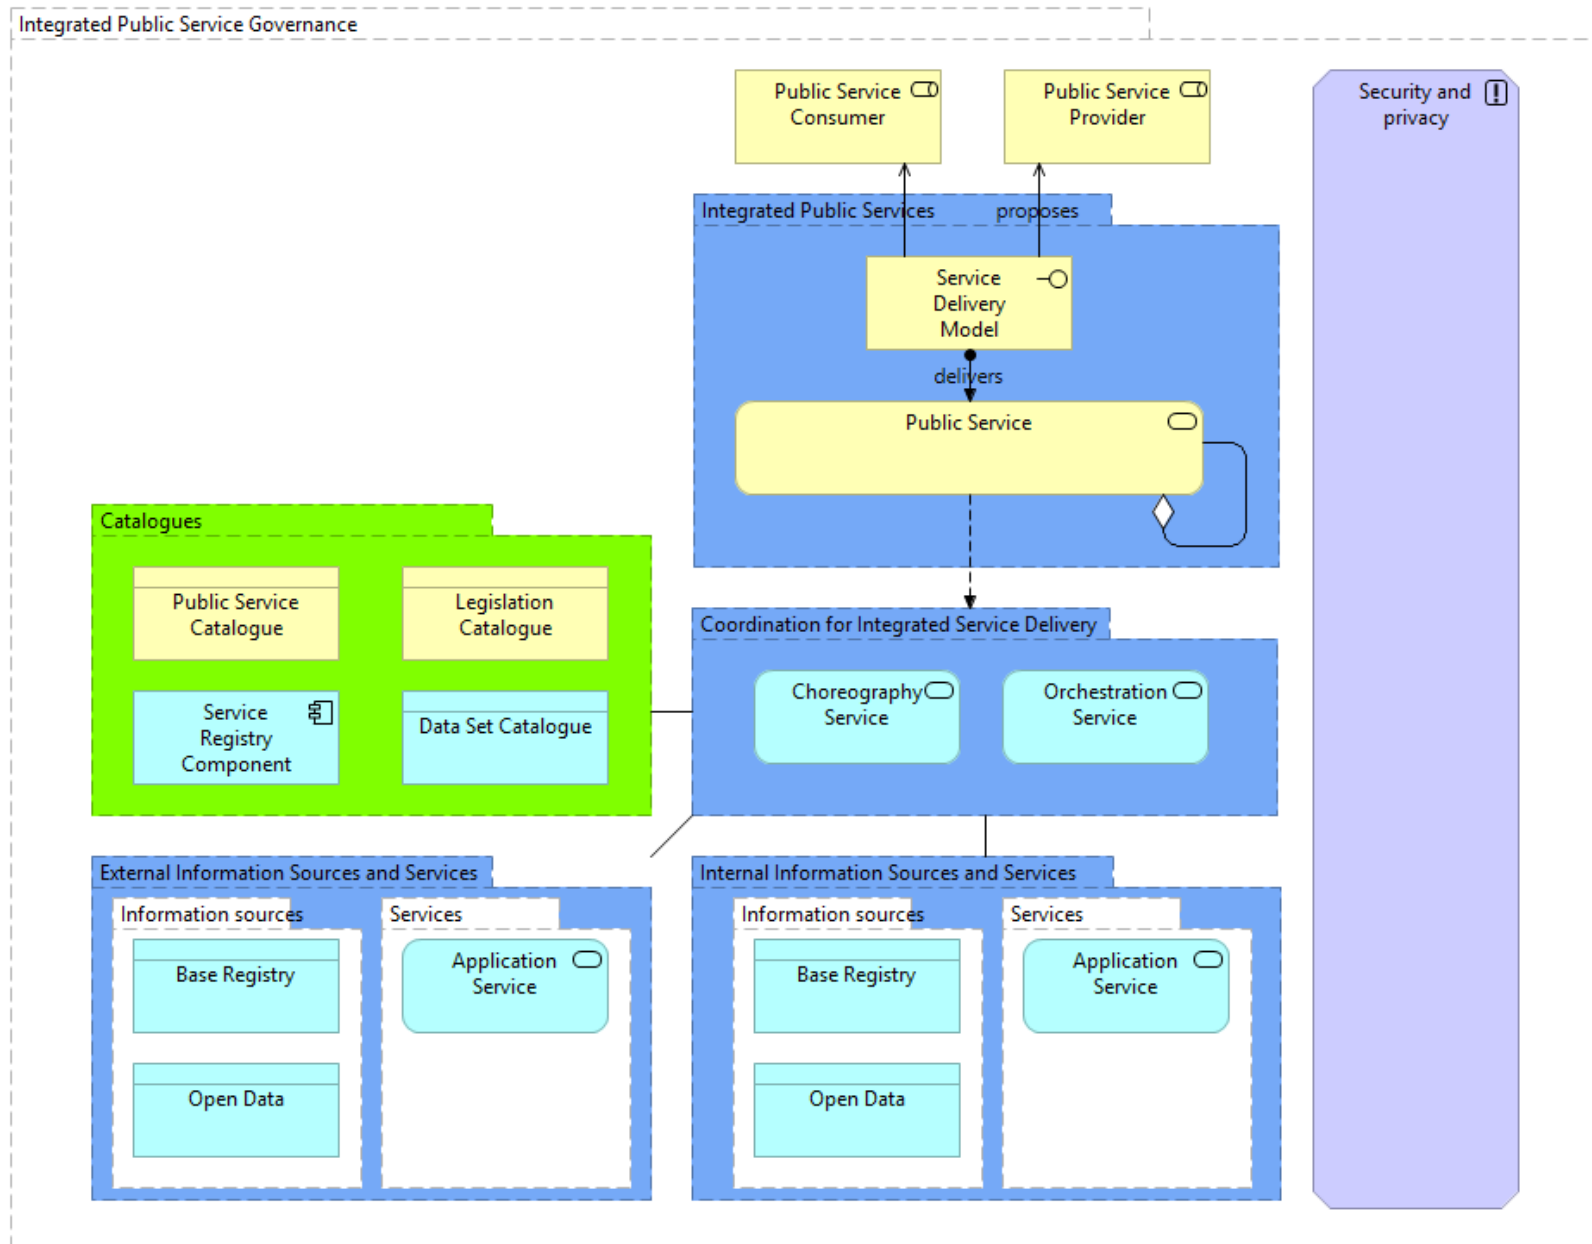 Integrated Public Service Governance
Public Service
Consumer
Public Service
Provider
Security and
privacy
Integrated Public Services
proposes
Service
Delivery
Model
delivers
Public Service
Catalogues
Public Service
Catalogue
Legislation
Catalogue
Service
Registry
Component
Data Set Catalogue
Coordination for Integrated Service Delivery
Choreography
Service
Orchestration
Service
External Information Sources and Services
Information sources
Base Registry
Open Data
Services
Application
Service
Internal Information Sources and Services
Information sources
Base Registry
Open Data
Services
Application
Service